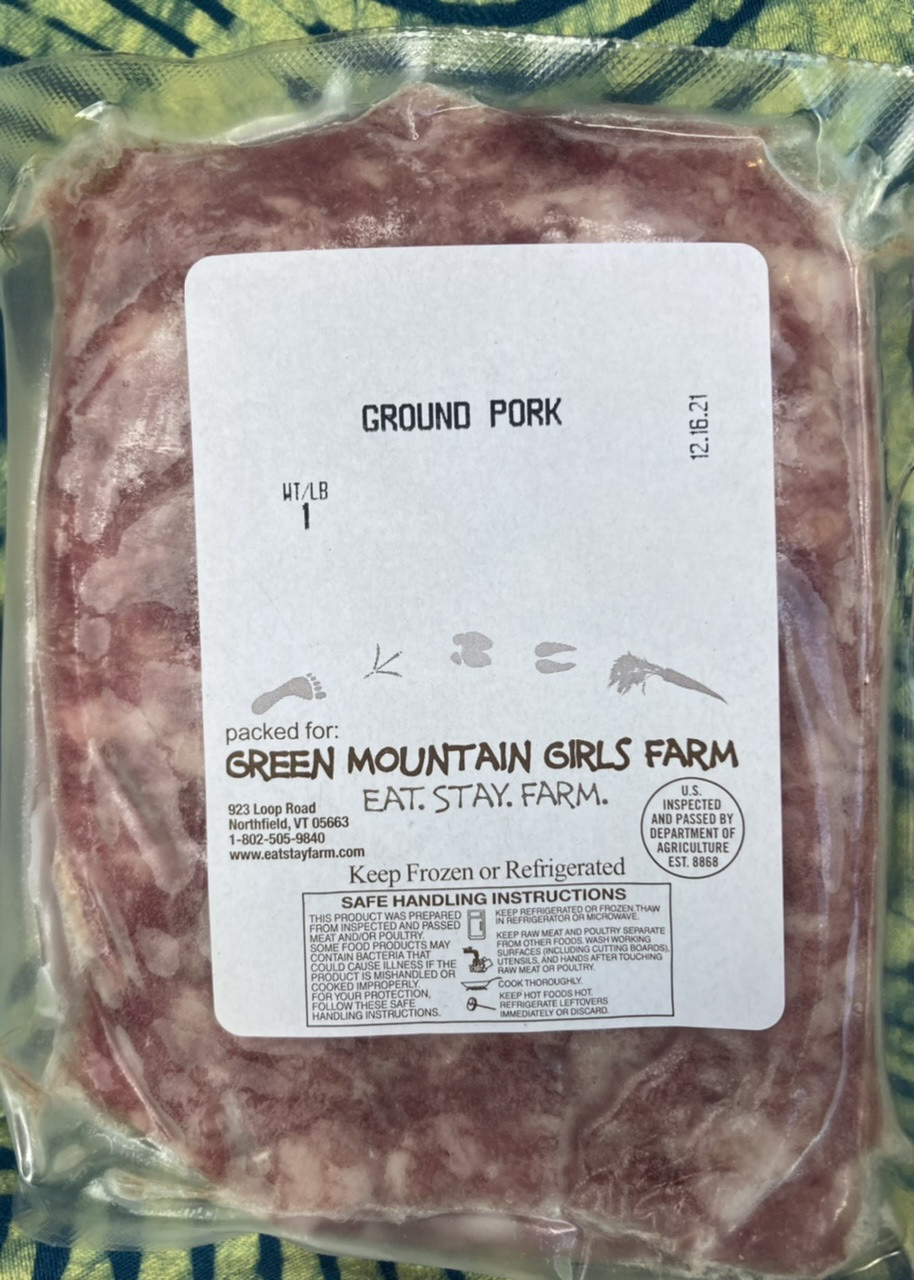 GROUND PORK
12.16.21
WT/LB
1
packed for:
GREEN MOUNTAIN GIRLS FARM
EAT. STAY. FARM.
923 Loop Road
Northfield, VT 05663
1-802-505-9840
www.eatstayfarm.com
U.S.
INSPECTED
AND PASSED BY
DEPARTMENT OF
AGRICULTURE
EST. 8868
Keep Frozen or Refrigerated
SAFE HANDLING INSTRUCTIONS
THIS PRODUCT WAS PREPARED
FROM INSPECTED AND PASSED
MEAT AND/OR POULTRY.
SOME FOOD PRODUCTS MAY
CONTAIN BACTERIA THAT
COULD CAUSE ILLNESS IF THE
PRODUCT IS MISHANDLED OR
COOKED IMPROPERLY.
FOR YOUR PROTECTION,
FOLLOW THESE SAFE
HANDLING INSTRUCTIONS.
KEEP REFRIGERATED OR FROZEN.THAW
IN REFRIGERATOR OR MICROWAVE.
KEEP RAW MEAT AND POULTRY SEPARATE
FROM OTHER FOODS. WASH WORKING
SURFACES (INCLUDING CUTTING BOARDS),
UTENSILS, AND HANDS AFTER TOUCHING
RAW MEAT OR POULTRY.
COOK THOROUGHLY.
KEEP HOT FOODS HOT.
REFRIGERATE LEFTOVERS
IMMEDIATELY OR DISCARD.